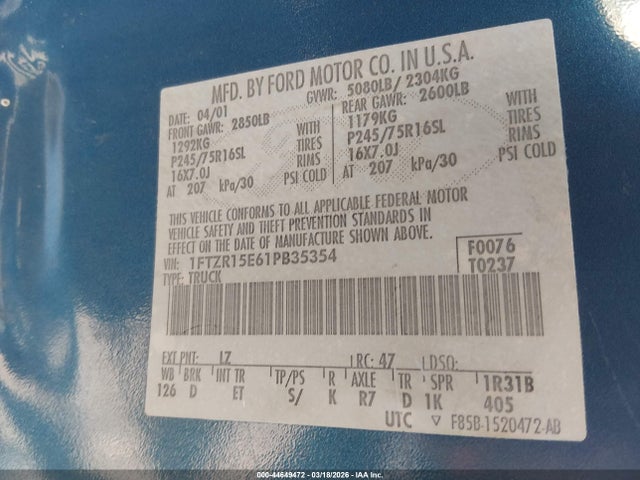 MFD. BY FORD MOTOR CO. IN U.S.A.
DATE: 04/01 GVWR: 5080LB/ 2304KG
FRONT GAWR: 2850LB REAR GAWR: 2600LB
1292KG WITH 1179KG WITH
P245/75R16SL TIRES P245/75R16SL TIRES
16X7.0J RIMS 16X7.0J RIMS
AT 207 kPa/30 PSI COLD AT 207 kPa/30 PSI COLD
THIS VEHICLE CONFORMS TO ALL APPLICABLE FEDERAL MOTOR
VEHICLE SAFETY AND THEFT PREVENTION STANDARDS IN
EFFECT ON THE DATE OF MANUFACTURE SHOWN ABOVE.
VIN: 1FTZR15E61PB35354 F0076
TYPE: TRUCK T0237
EXT PNT: LZ RC: 47 DSO:
WB BRK INT TR TP/PS R AXLE TR SPR 1R31B
126 D ET S/ K R7 D 1K 405
UTC ▽ F85B-1520472-AB
000-44649472 - 03/18/2026 - IAAI Inc.